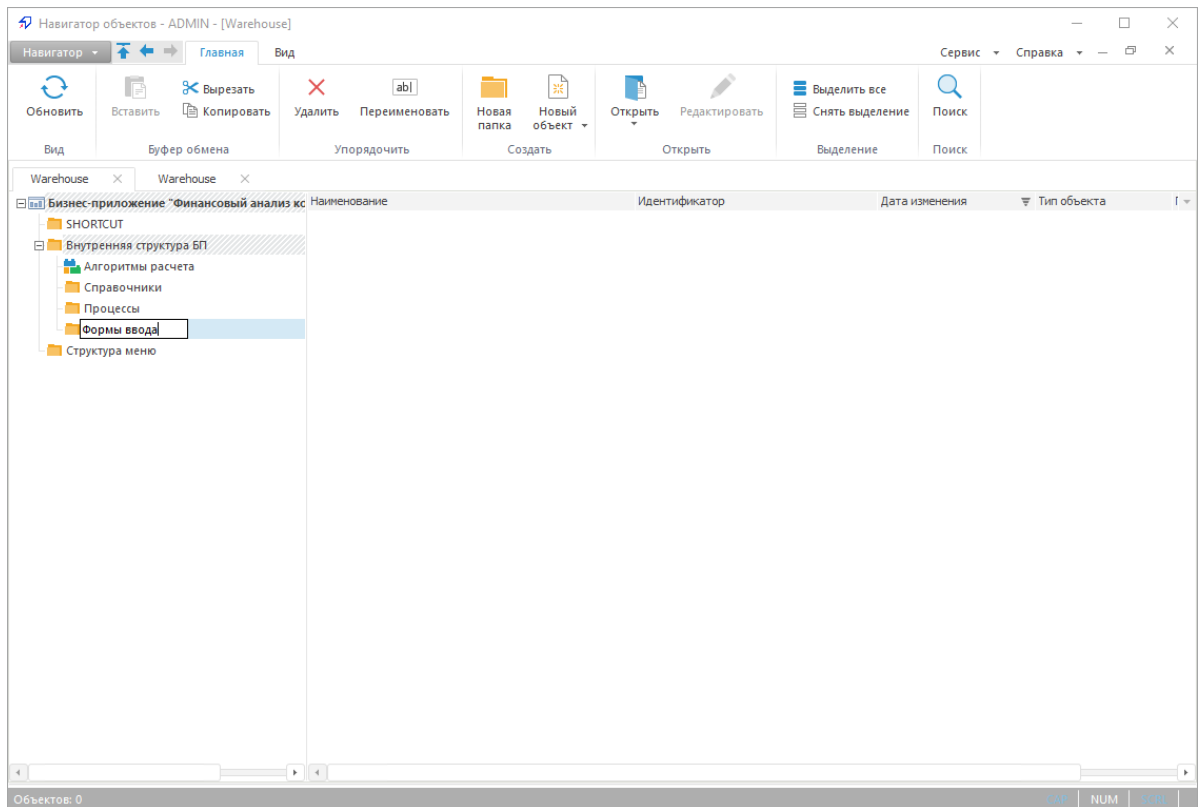 Навигатор объектов - ADMIN - [Warehouse]
Навигатор Главная Вид Сервис Справка
Обновить Вставить Вырезать Копировать Удалить ab| Переименовать Новая папка Новый объект Открыть Редактировать Выделить все Снять выделение Поиск
Вид Буфер обмена Упорядочить Создать Открыть Выделение Поиск
Warehouse Warehouse
Бизнес-приложение "Финансовый анализ ко Наименование Идентификатор Дата изменения Тип объекта
SHORTCUT
Внутренняя структура БП
Алгоритмы расчета
Справочники
Процессы
Формы ввода
Структура меню
Объектов: 0 NUM